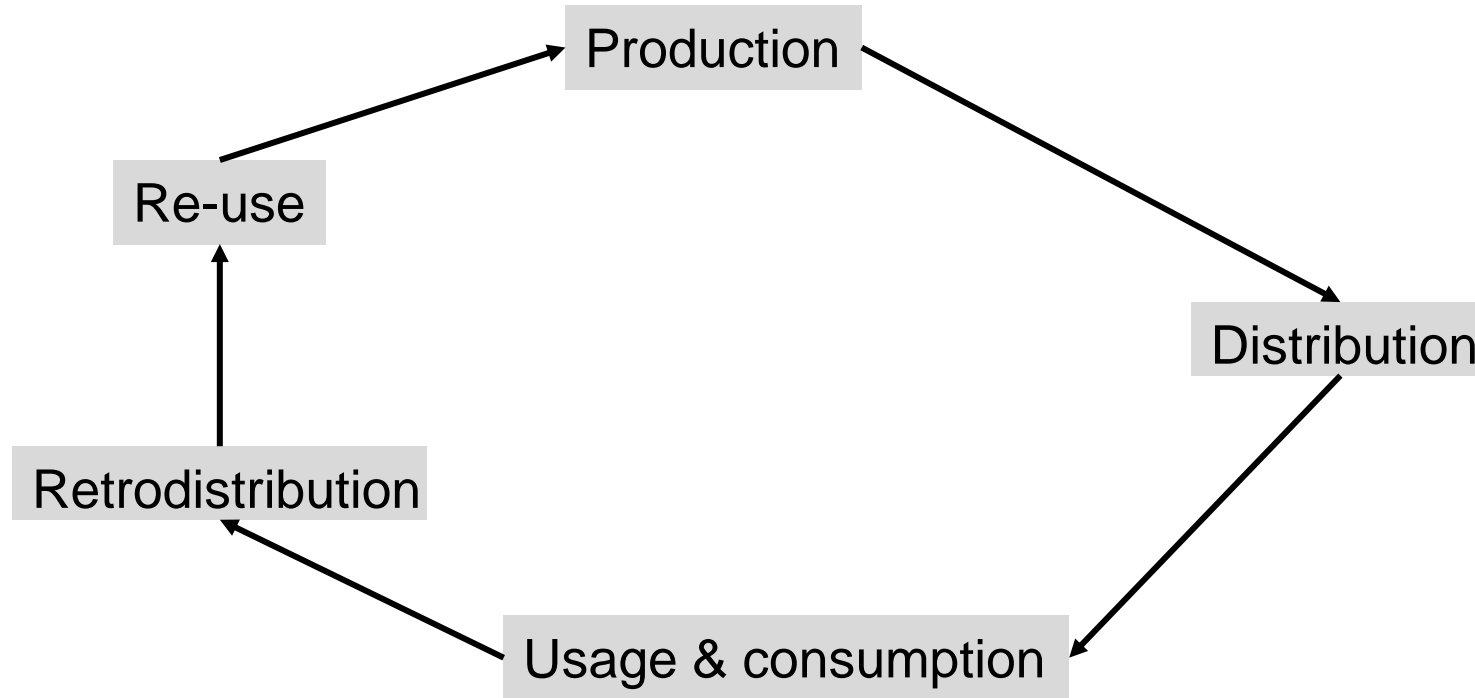 Production
Re-use
Distribution
Retrodistribution
Usage & consumption